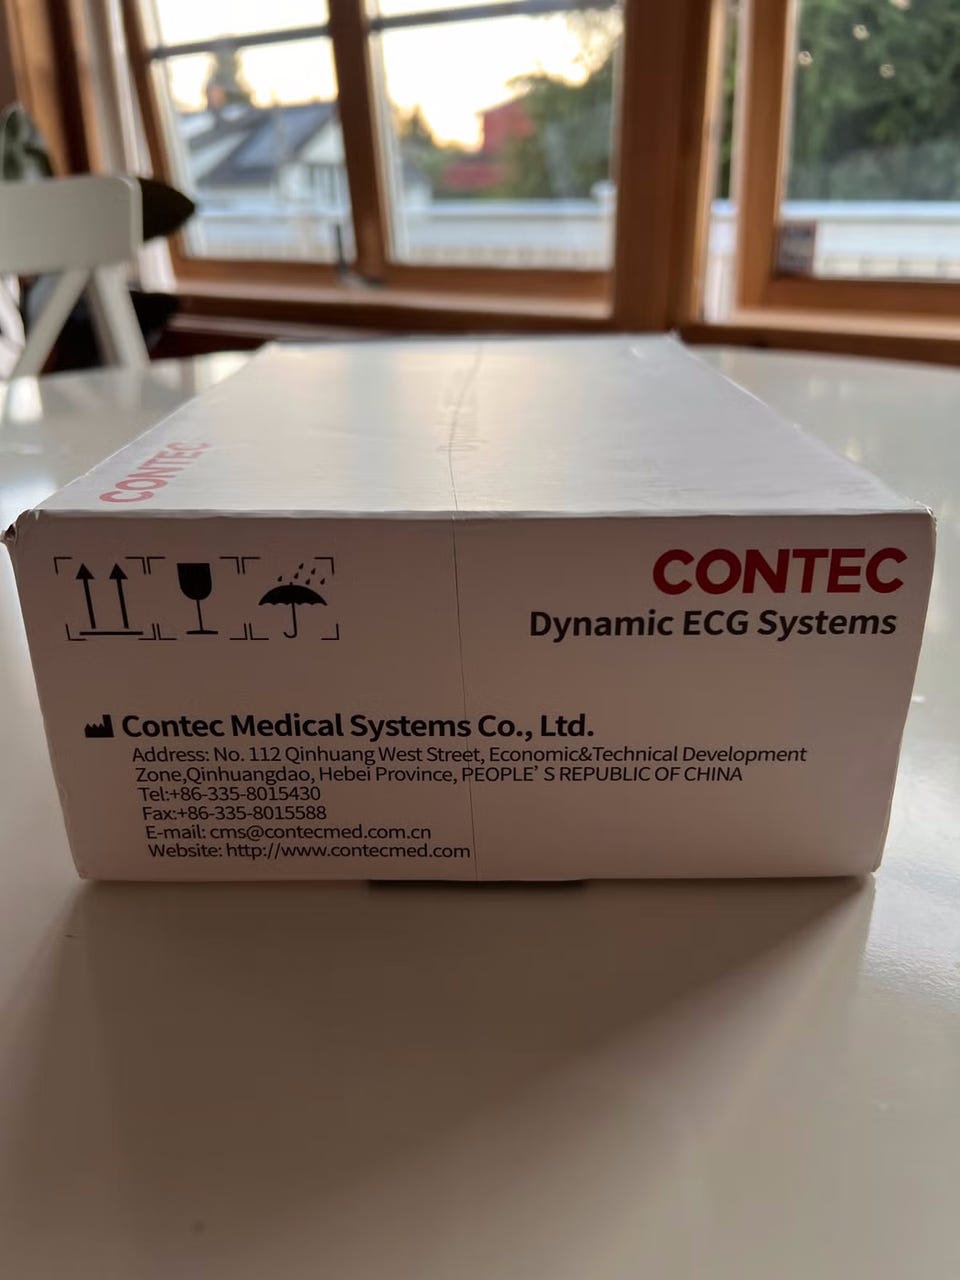 CONTEC
CONTEC
Dynamic ECG Systems
Contec Medical Systems Co., Ltd.
Address: No. 112 Qinhuang West Street, Economic&Technical Development
Zone,Qinhuangdao, Hebei Province, PEOPLE' S REPUBLIC OF CHINA
Tel:+86-335-8015430
Fax:+86-335-8015588
E-mail: cms@contecmed.com.cn
Website: http://www.contecmed.com